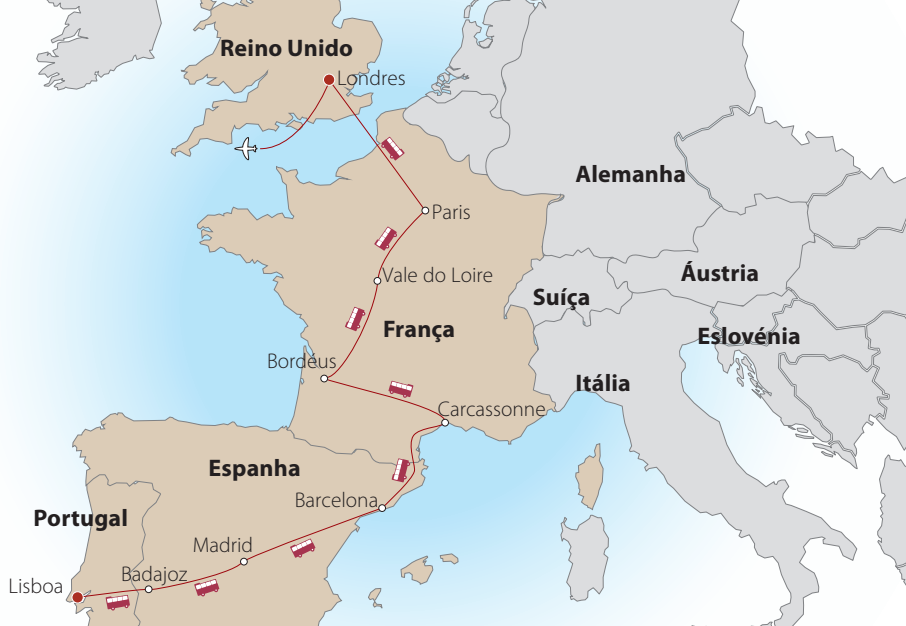 Reino Unido
Londres
Alemanha
Paris
Vale do Loire
Áustria
Suíça
França
Eslovénia
Bordéus
Itália
Carcassonne
Espanha
Barcelona
Portugal
Madrid
Badajoz
Lisboa